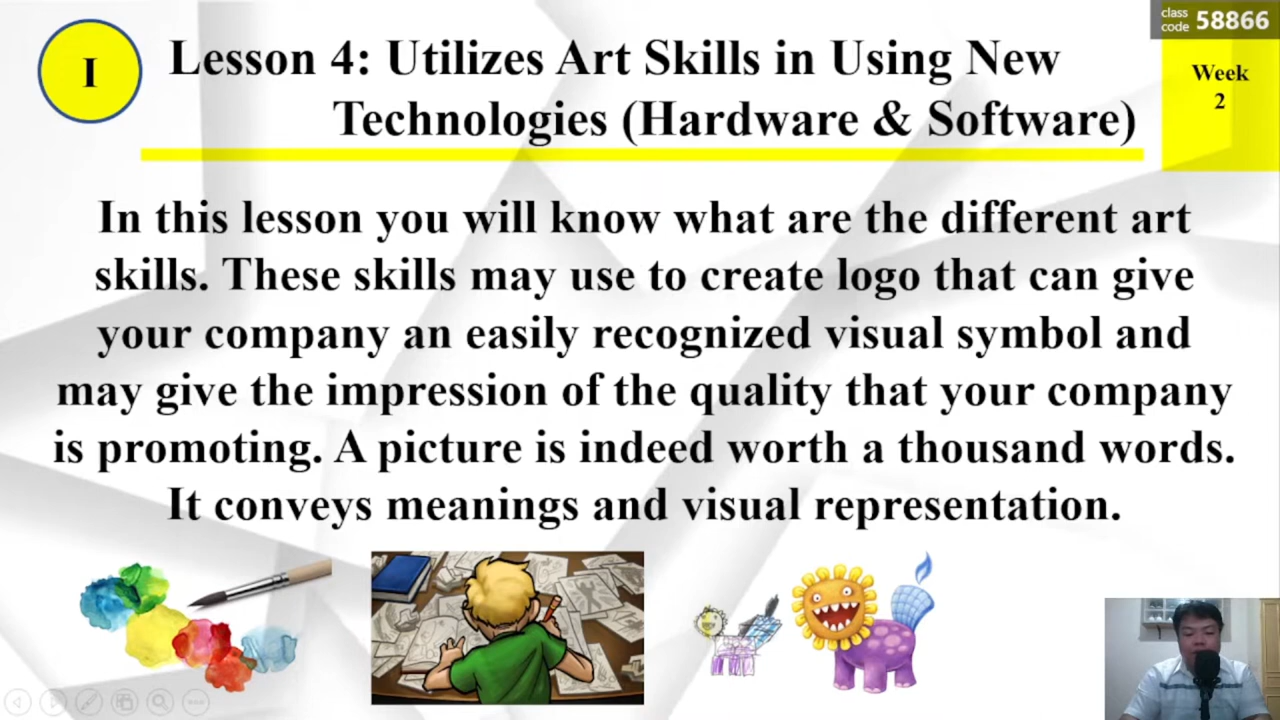 class
code 58866
I
Lesson 4: Utilizes Art Skills in Using New
Technologies (Hardware & Software)
Week
2
In this lesson you will know what are the different art
skills. These skills may use to create logo that can give
your company an easily recognized visual symbol and
may give the impression of the quality that your company
is promoting. A picture is indeed worth a thousand words.
It conveys meanings and visual representation.